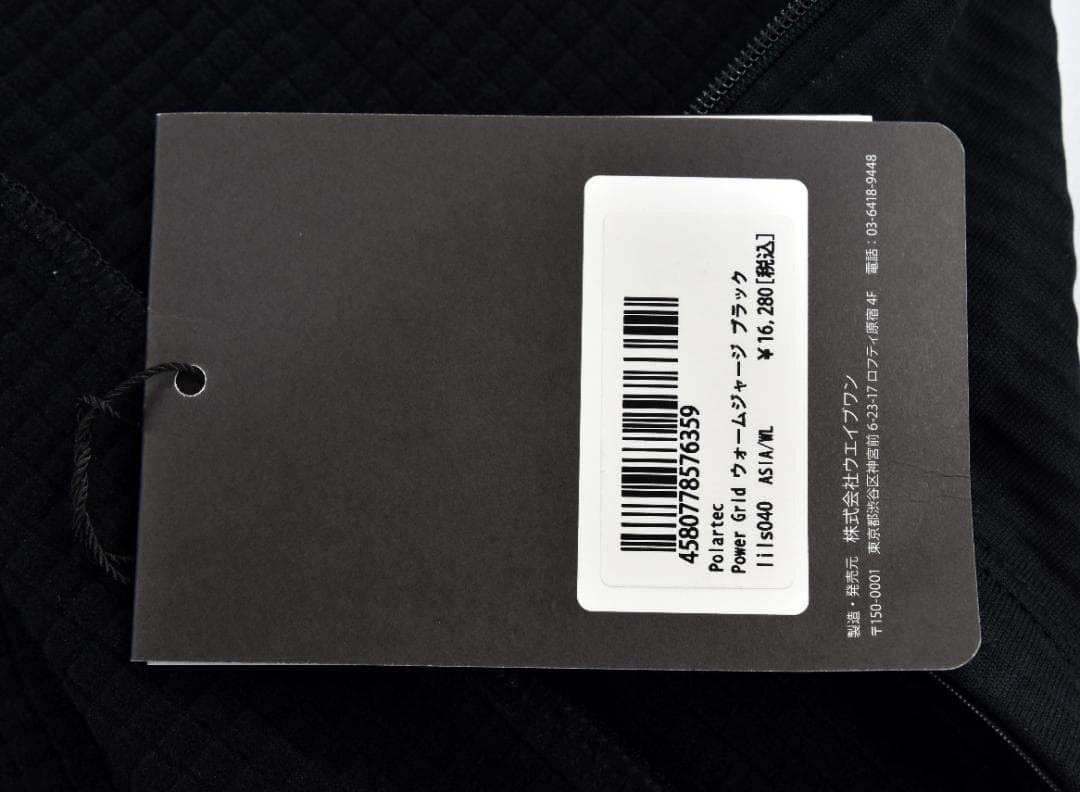 4580778576359
Polartec
Power Grid ウォームジャージ ブラック
lils040 ASIA/WL ¥16,280[税込]
製造・発売元 株式会社ウエイブワン
〒150-0001 東京都渋谷区神宮前 6-23-17 ロフティ原宿 4F 電話：03-6418-9448